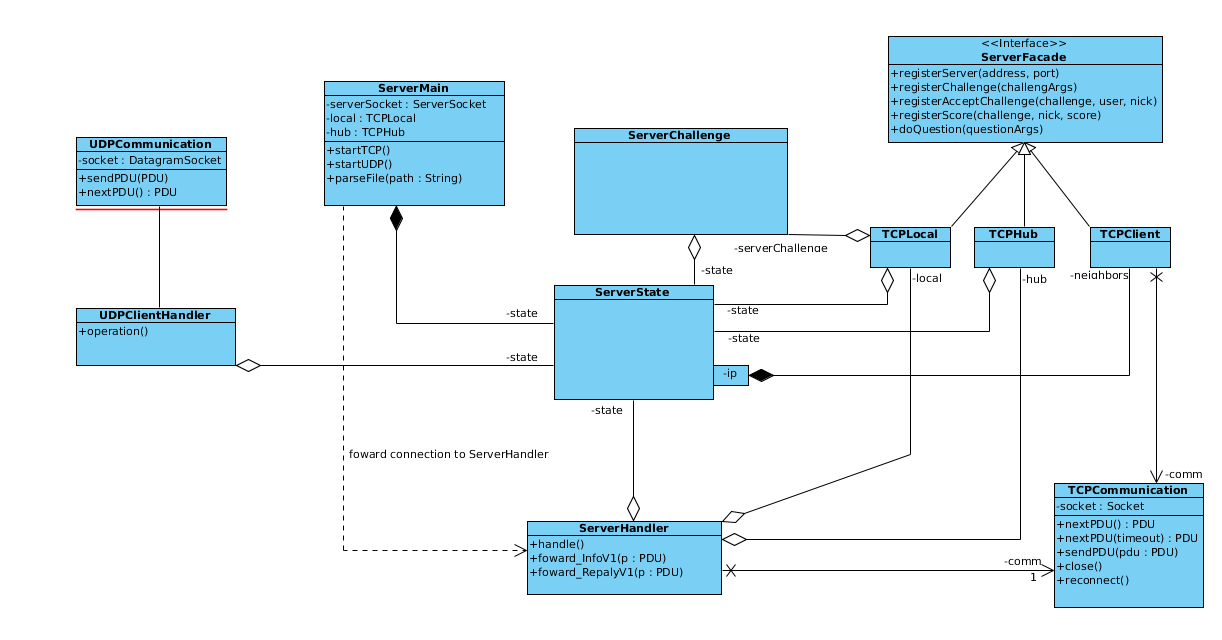 <<Interface>>
ServerFacade
+registerServer(address, port)
+registerChallenge(challengArgs)
+registerAcceptChallenge(challenge, user, nick)
+registerScore(challenge, nick, score)
+doQuestion(questionArgs)
ServerMain
-serverSocket : ServerSocket
-local : TCPLocal
-hub : TCPHub
+startTCP()
+startUDP()
+parseFile(path : String)
UDPCommunication
-socket : DatagramSocket
+sendPDU(PDU)
+nextPDU() : PDU
ServerChallenge
-serverChallenge
TCPLocal
TCPHub
TCPClient
-state
-local
-hub
-neighbors
UDPClientHandler
+operation()
ServerState
-state
-state
-state
-state
-ip
-state
foward connection to ServerHandler
-comm
TCPCommunication
-socket : Socket
+nextPDU() : PDU
+nextPDU(timeout) : PDU
+sendPDU(pdu : PDU)
+close()
+reconnect()
ServerHandler
+handle()
+foward_InfoV1(p : PDU)
+foward_RepalyV1(p : PDU)
-comm
1